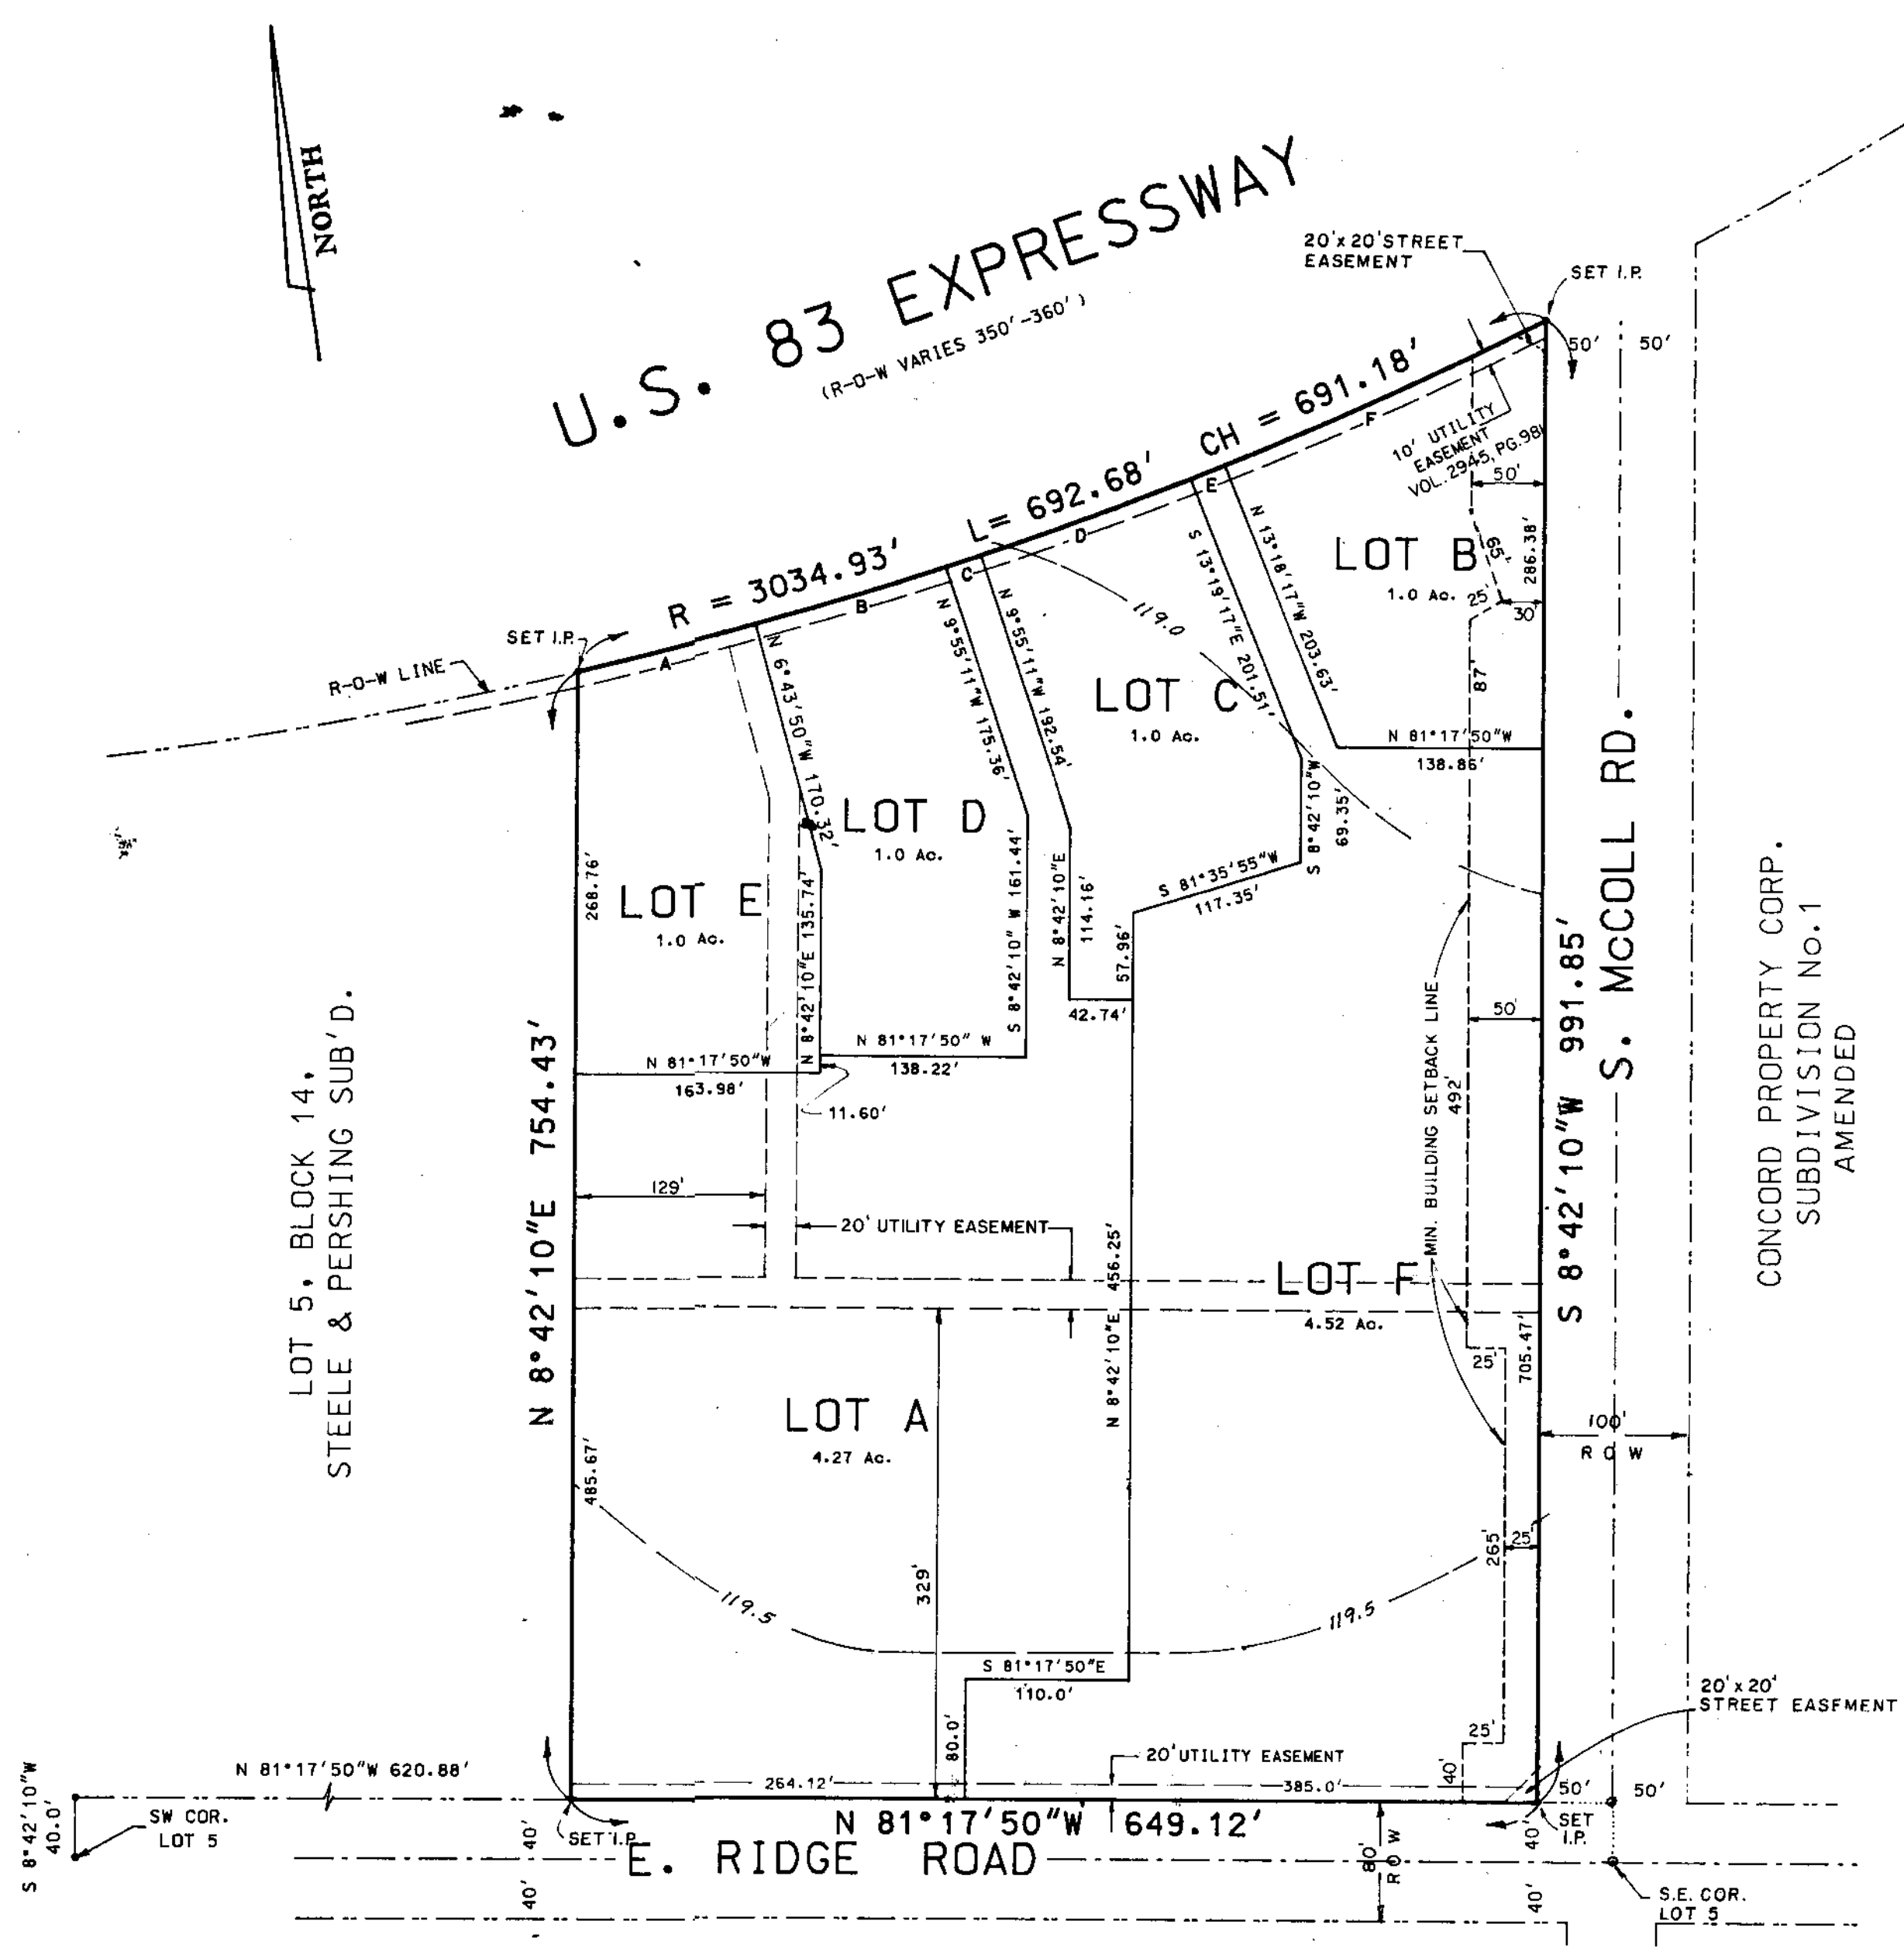 NORTH
U.S. 83 EXPRESSWAY
(R-O-W VARIES 350'-360')
20'x 20' STREET
EASEMENT
SET I.P.
50'
50'
R = 3034.93'
L= 692.68'
CH = 691.18'
10' UTILITY
EASEMENT
VOL. 2945, PG.981
SET I.P.
R-O-W LINE
A
B
C
D
E
F
N 6°43'50"W 170.32'
N 9°55'11"W 175.36'
N 9°55'11"W 192.54'
S 13°19'17"E 201.51'
N 13°18'17"W 203.63'
119.0
LOT B
1.0 Ac.
50'
65'
25'
30'
286.38'
87'
N 81°17'50"W
138.86'
LOT C
1.0 Ac.
S 8°42'10"W
69.35'
S 81°35'55"W
117.35'
LOT D
1.0 Ac.
S 8°42'10" W 161.44'
N 8°42'10"E
114.16'
57.96'
42.74'
LOT E
1.0 Ac.
268.76'
N 8°42'10"E 135.74'
N 81°17'50"W
163.98'
N 81°17'50" W
138.22'
11.60'
LOT 5, BLOCK 14,
STEELE & PERSHING SUB'D.
N 8°42'10"E 754.43'
129'
20' UTILITY EASEMENT
N 8°42'10"E 456.25'
MIN. BUILDING SETBACK LINE
492'
50'
S 8°42'10"W 991.85'
S. McCOLL RD.
CONCORD PROPERTY CORP.
SUBDIVISION No.1
AMENDED
LOT F
4.52 Ac.
25'
705.47'
100'
R O W
LOT A
4.27 Ac.
485.67'
329'
119.5
119.5
265'
25'
S 81°17'50"E
110.0'
80.0'
20'x 20'
STREET EASEMENT
25'
40'
20' UTILITY EASEMENT
264.12'
385.0'
N 81°17'50"W 620.88'
S 8°42'10"W
40.0'
SW COR.
LOT 5
SET I.P.
N 81°17'50"W 649.12'
50'
50'
SET
I.P.
40'
40'
E. RIDGE ROAD
80'
R O W
40'
40'
S.E. COR.
LOT 5